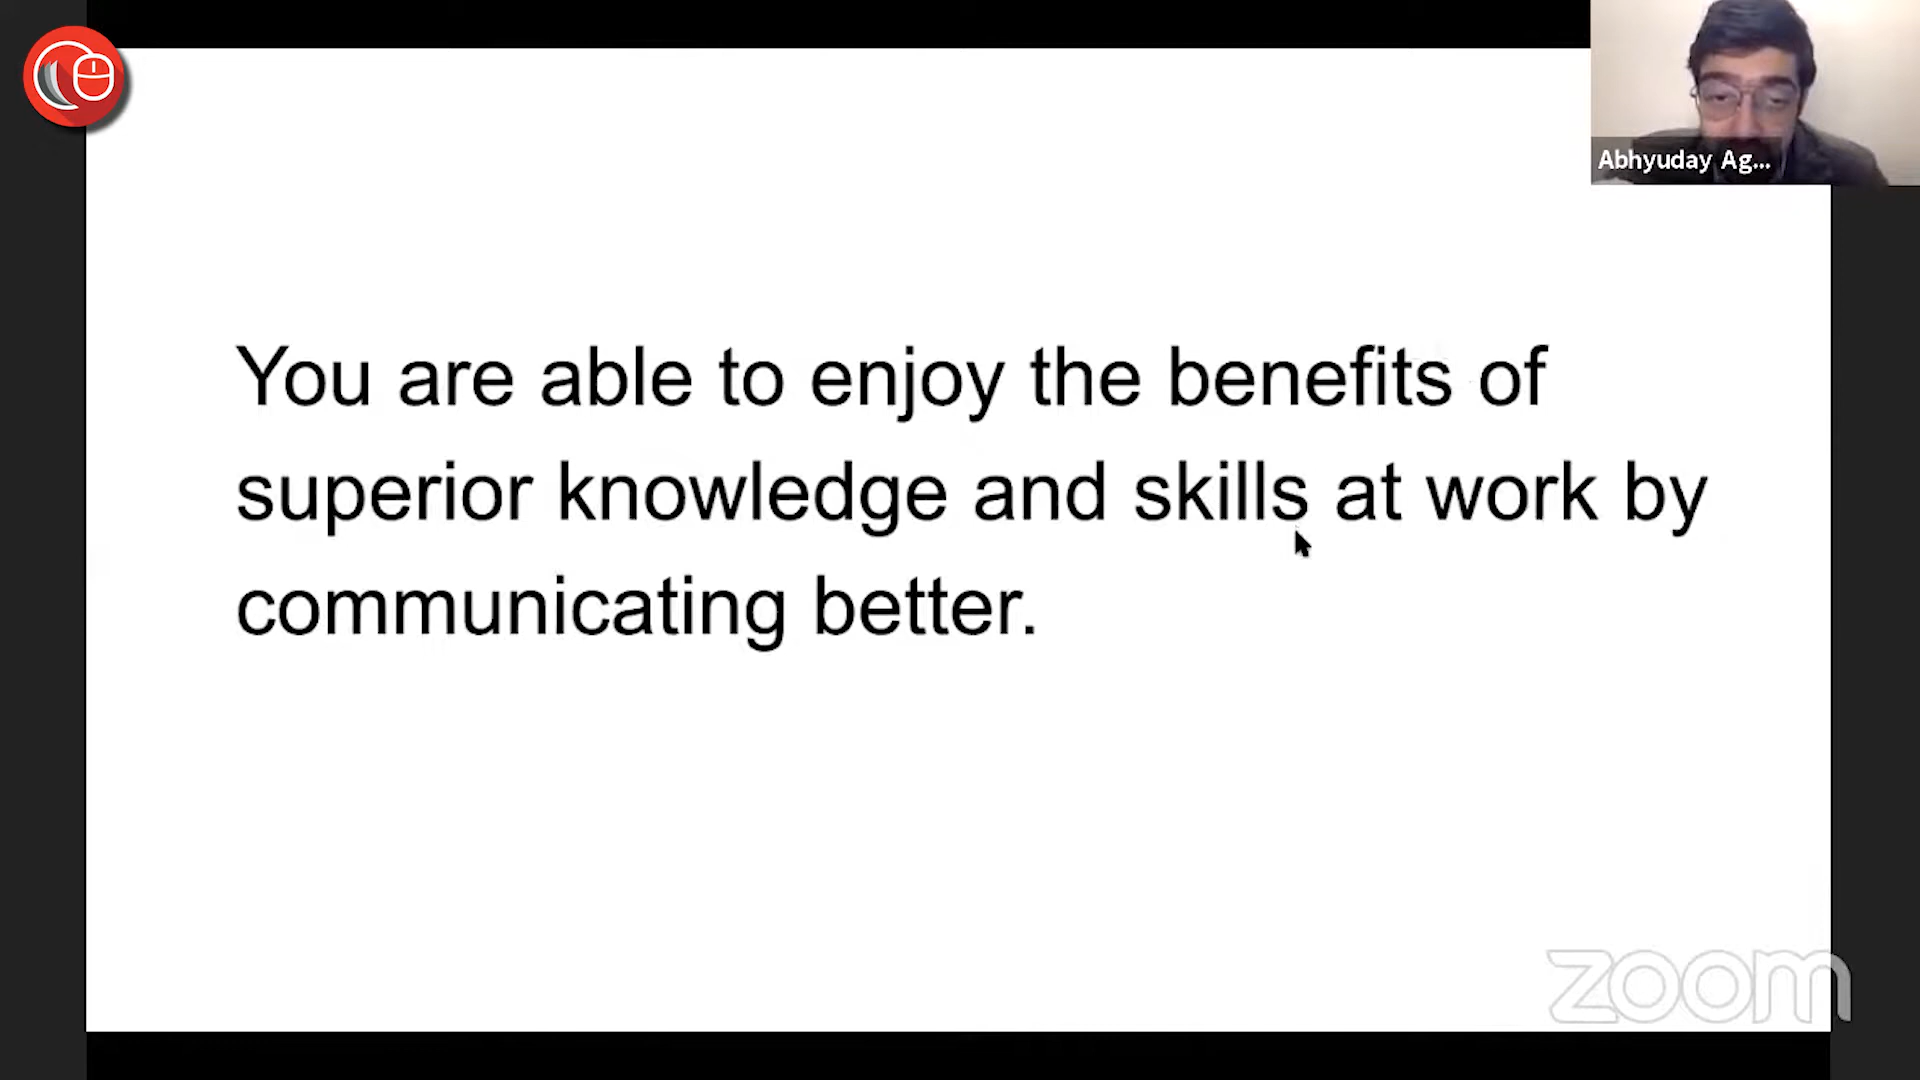 Abhyuday Ag...
You are able to enjoy the benefits of
superior knowledge and skills at work by
communicating better.
zoom